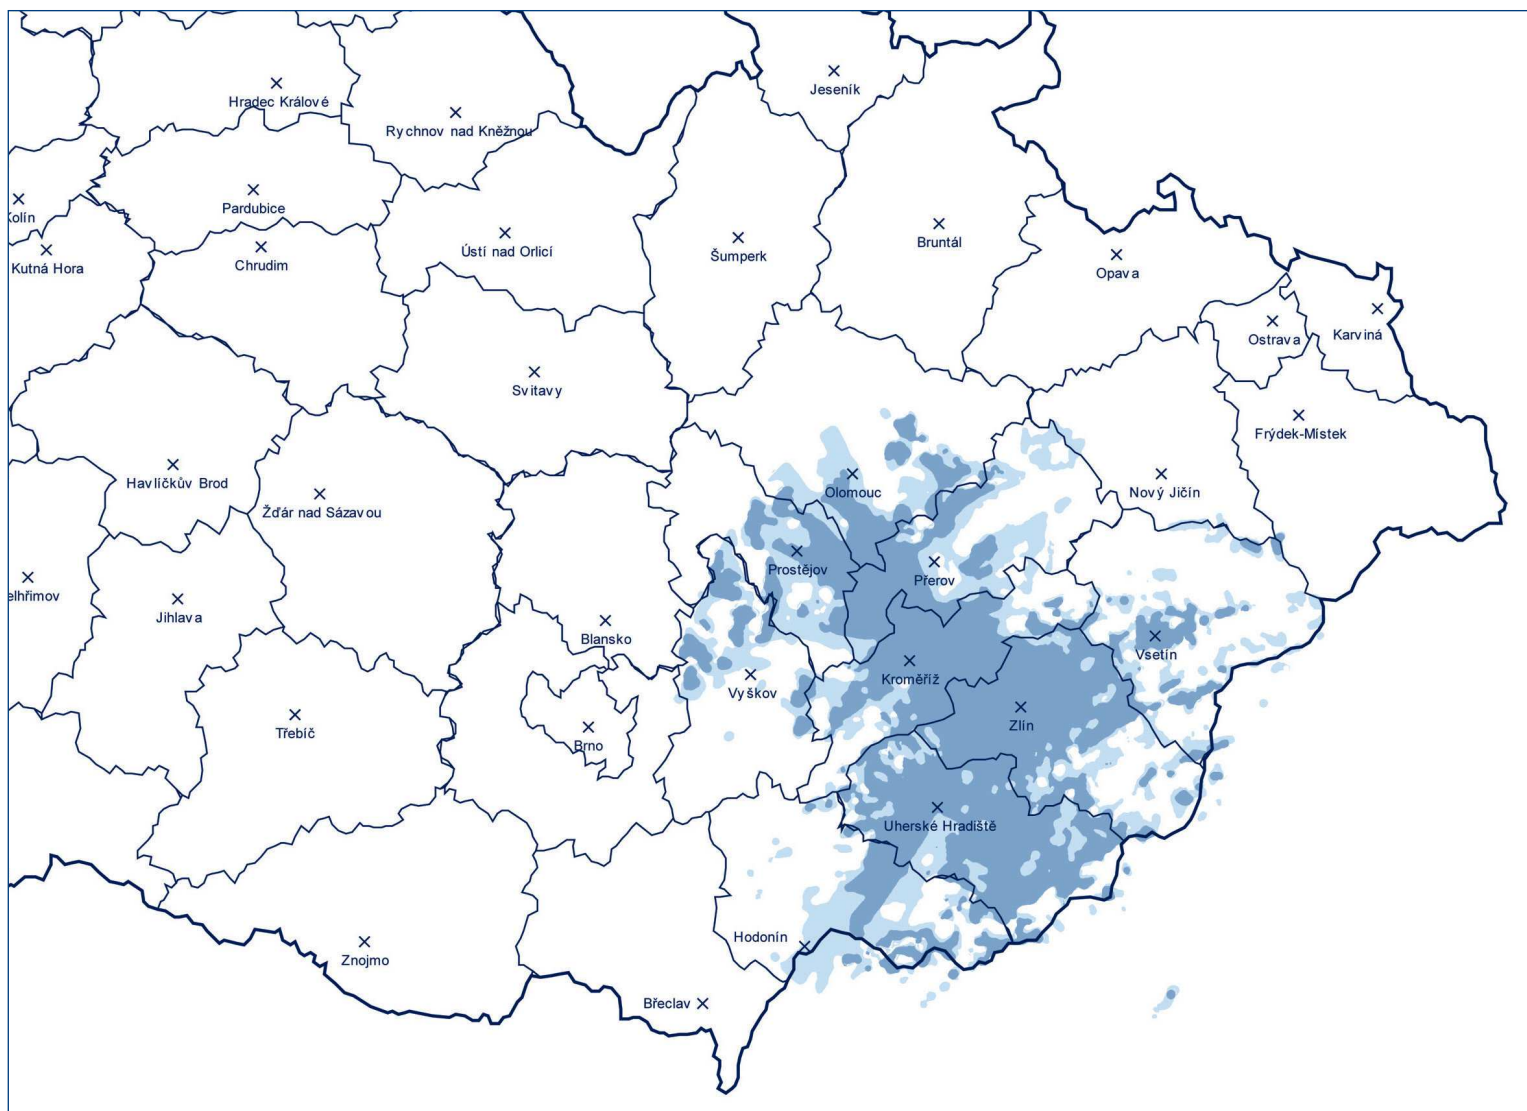 Jeseník
Hradec Králové
Rychnov nad Kněžnou
Pardubice
Kolín
Ústí nad Orlicí
Šumperk
Bruntál
Kutná Hora
Chrudim
Opava
Ostrava
Karviná
Svitavy
Frýdek-Místek
Havlíčkův Brod
Žďár nad Sázavou
Olomouc
Nový Jičín
Prostějov
Přerov
elhřimov
Jihlava
Blansko
Vsetín
Vyškov
Kroměříž
Třebíč
Brno
Zlín
Uherské Hradiště
Hodonín
Znojmo
Břeclav